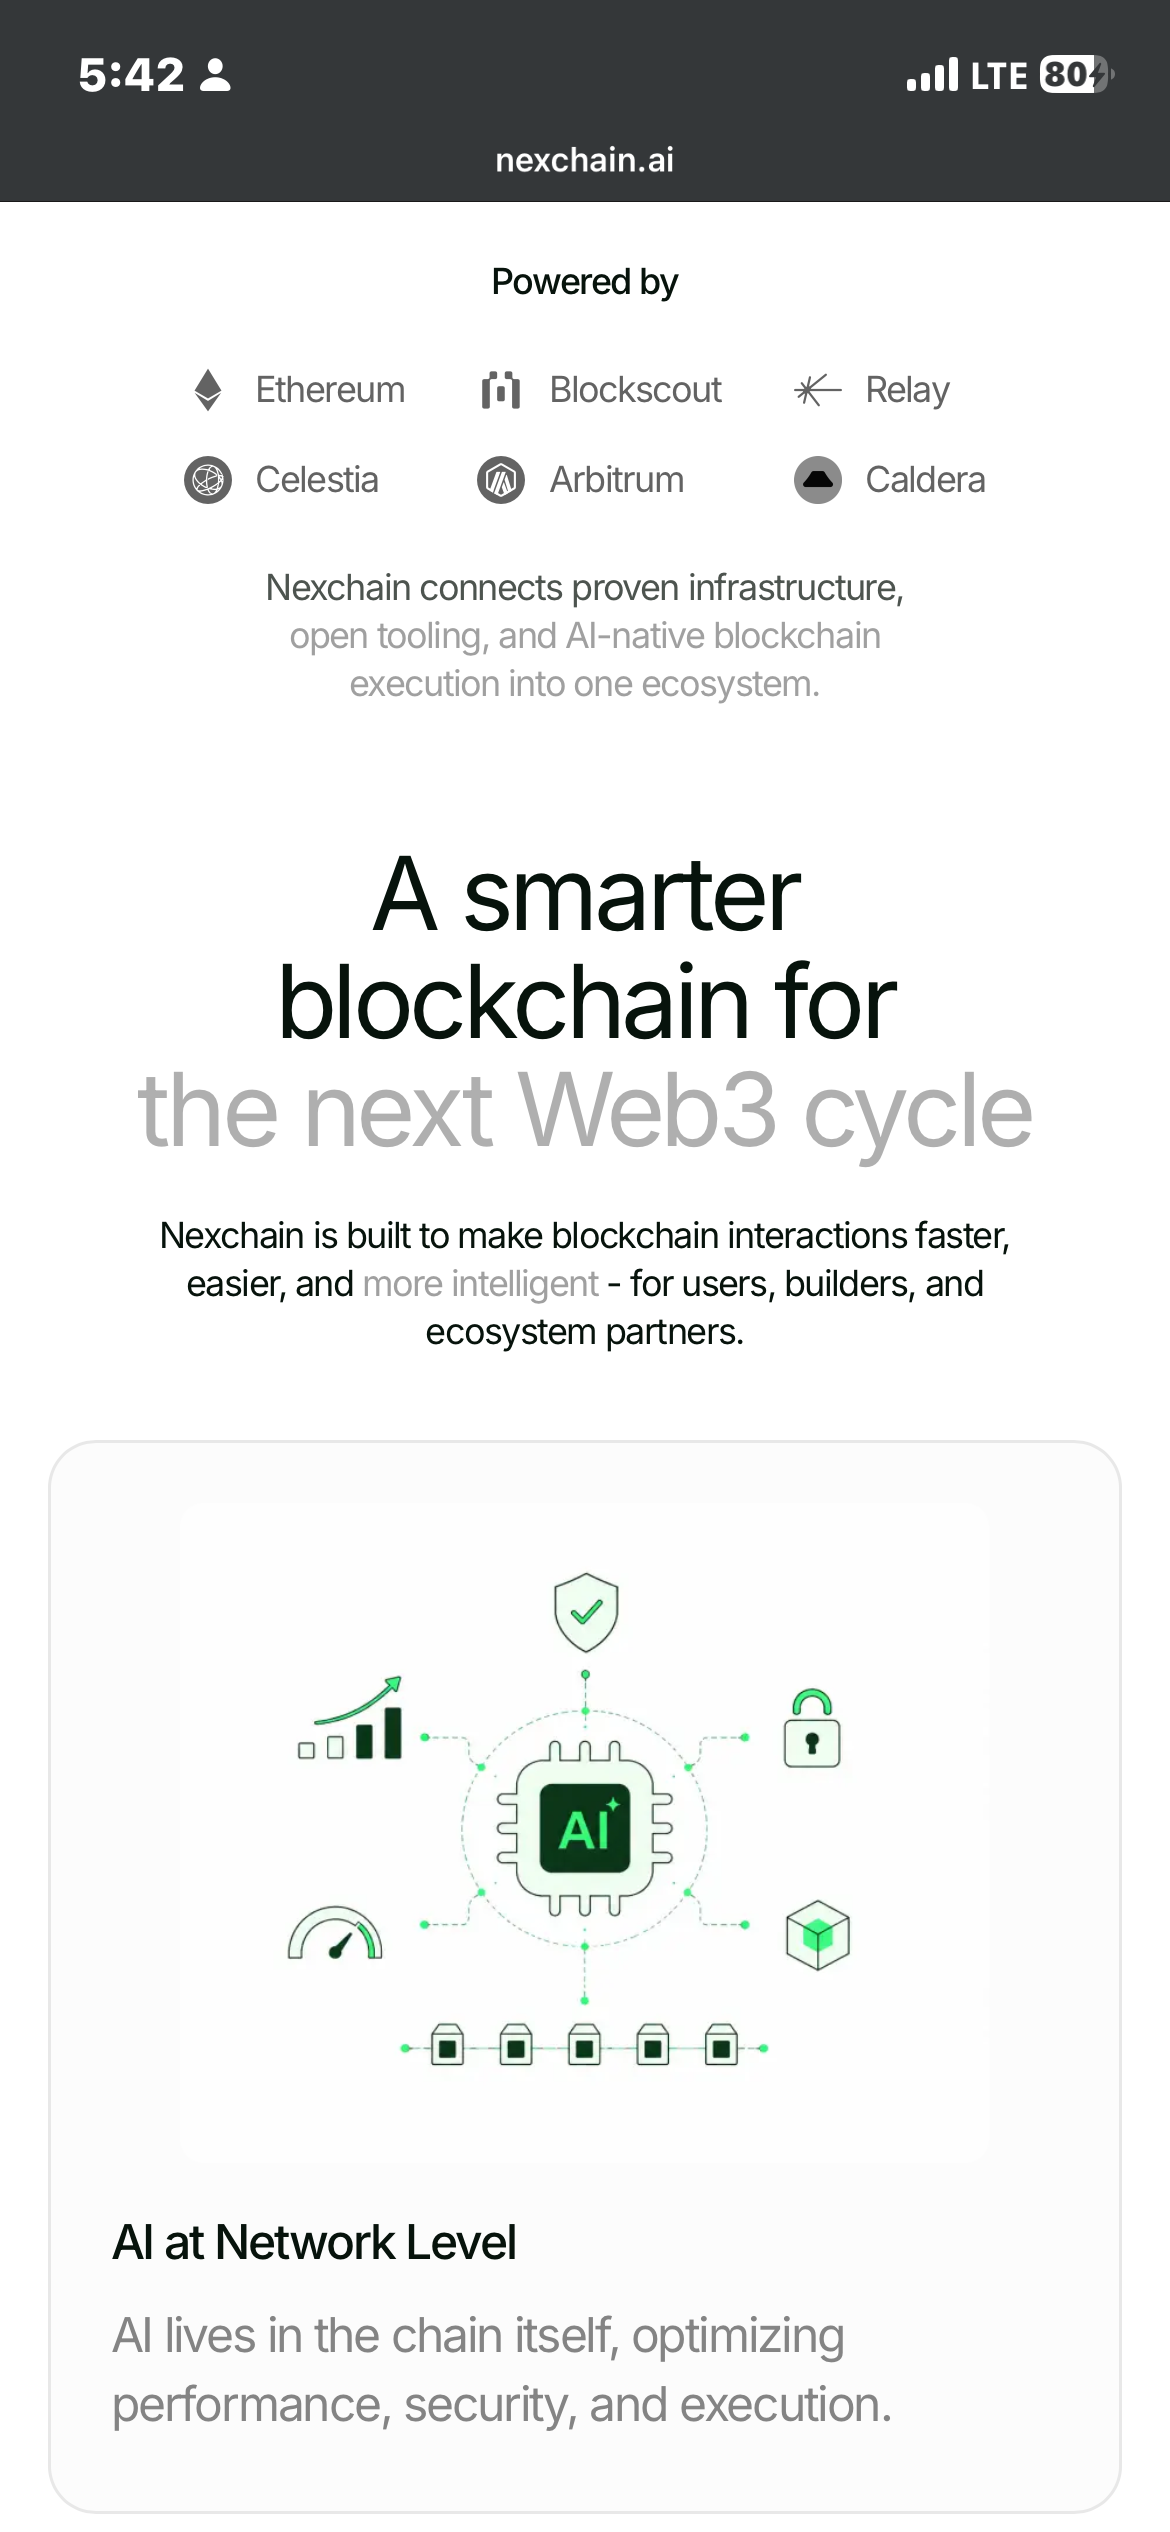 5:42
LTE 80
nexchain.ai
Powered by
Ethereum Blockscout Relay
Celestia Arbitrum Caldera
Nexchain connects proven infrastructure,
open tooling, and AI-native blockchain
execution into one ecosystem.
A smarter
blockchain for
the next Web3 cycle
Nexchain is built to make blockchain interactions faster,
easier, and more intelligent - for users, builders, and
ecosystem partners.
AI
AI at Network Level
AI lives in the chain itself, optimizing
performance, security, and execution.